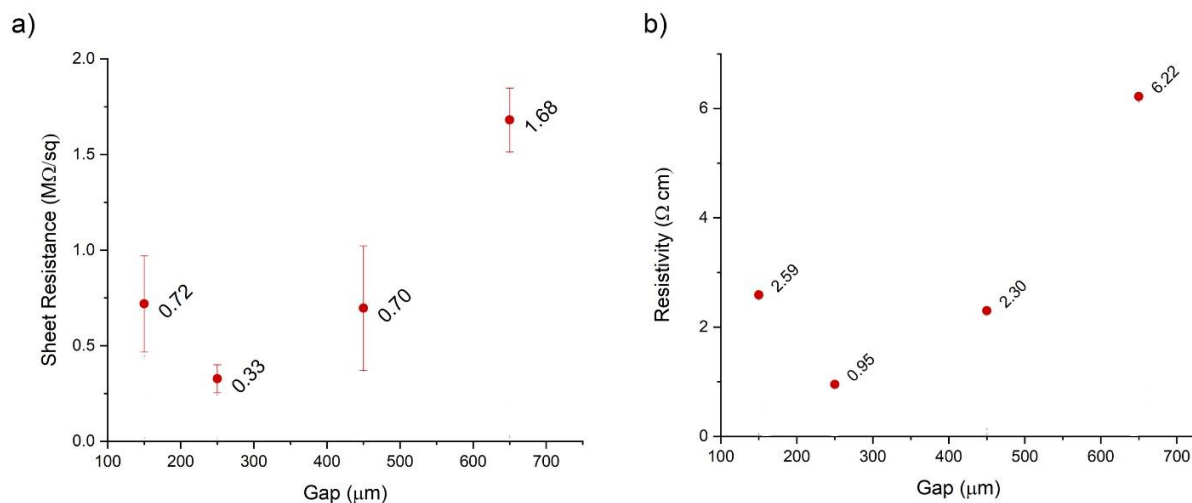 a)
Sheet Resistance (MΩ/sq)
2.0
1.5
1.0
0.5
0.0
0.72
0.33
0.70
1.68
100 200 300 400 500 600 700
Gap (μm)
b)
Resistivity (Ω cm)
6
4
2
0
2.59
0.95
2.30
6.22
100 200 300 400 500 600 700
Gap (μm)